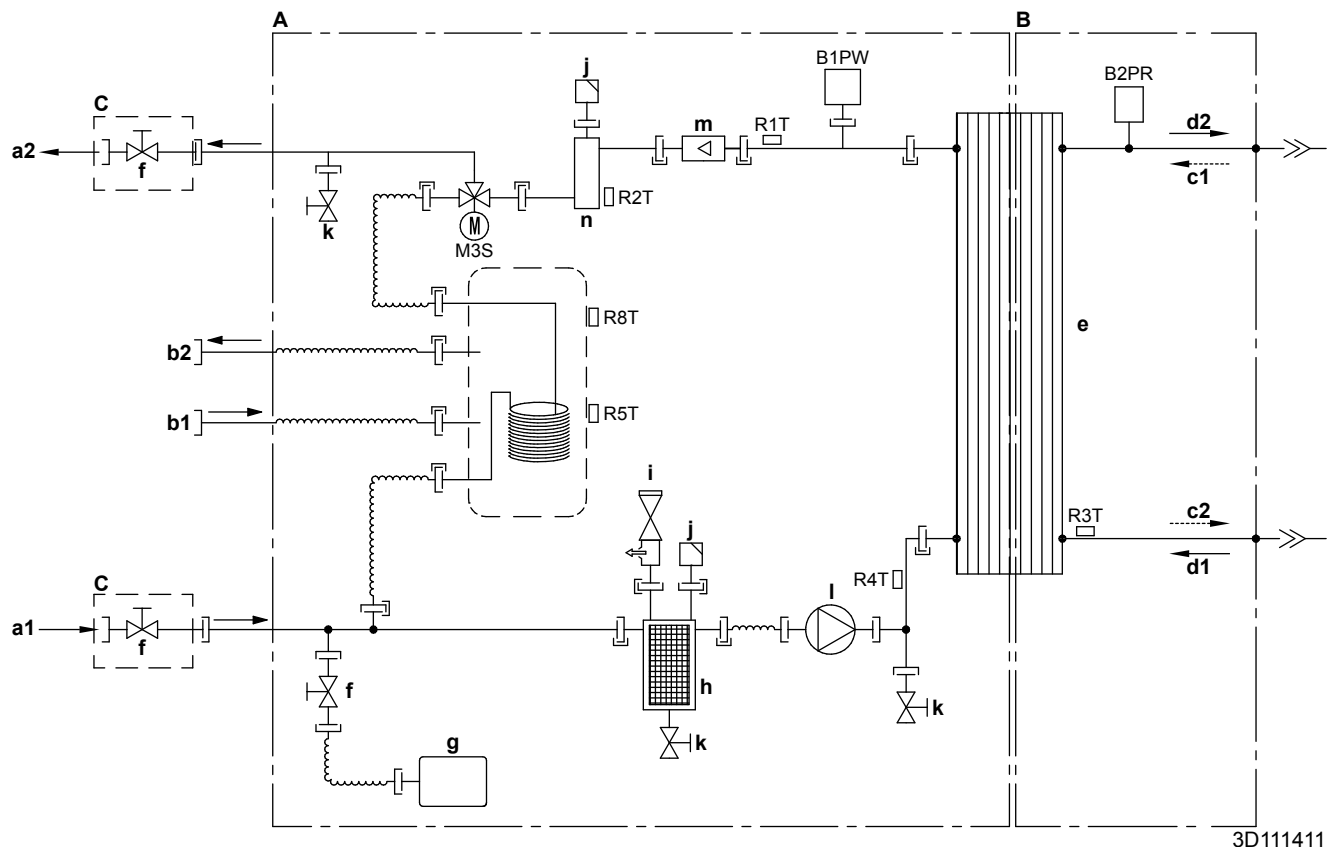 A
B
B1PW
B2PR
j
C
m
R1T
d2
a2
f
c1
k
M
M3S
n
R2T
R8T
e
b2
b1
R5T
i
j
R3T
c2
C
R4T
d1
l
a1
f
f
h
k
k
g
3D111411